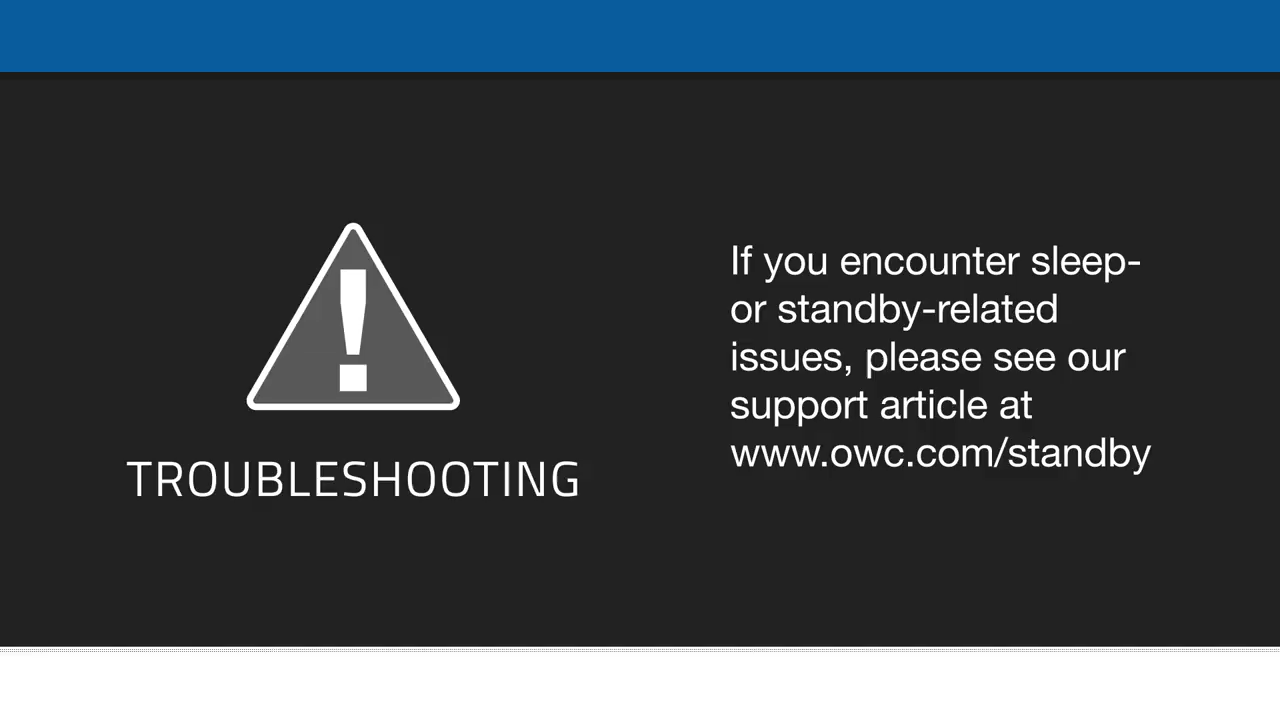 TROUBLESHOOTING
If you encounter sleep-
or standby-related
issues, please see our
support article at
www.owc.com/standby